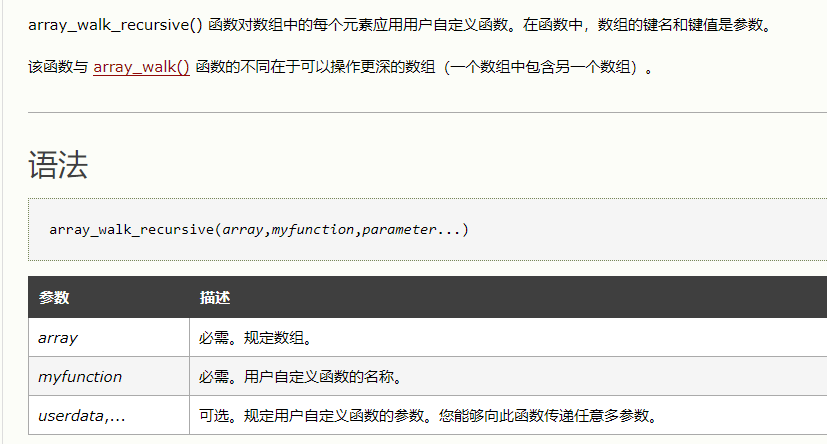 array_walk_recursive() 函数对数组中的每个元素应用用户自定义函数。在函数中，数组的键名和键值是参数。
该函数与 array_walk() 函数的不同在于可以操作更深的数组（一个数组中包含另一个数组）。
语法
array_walk_recursive(array,myfunction,parameter...)
参数 描述
array 必需。规定数组。
myfunction 必需。用户自定义函数的名称。
userdata,... 可选。规定用户自定义函数的参数。您能够向此函数传递任意多参数。